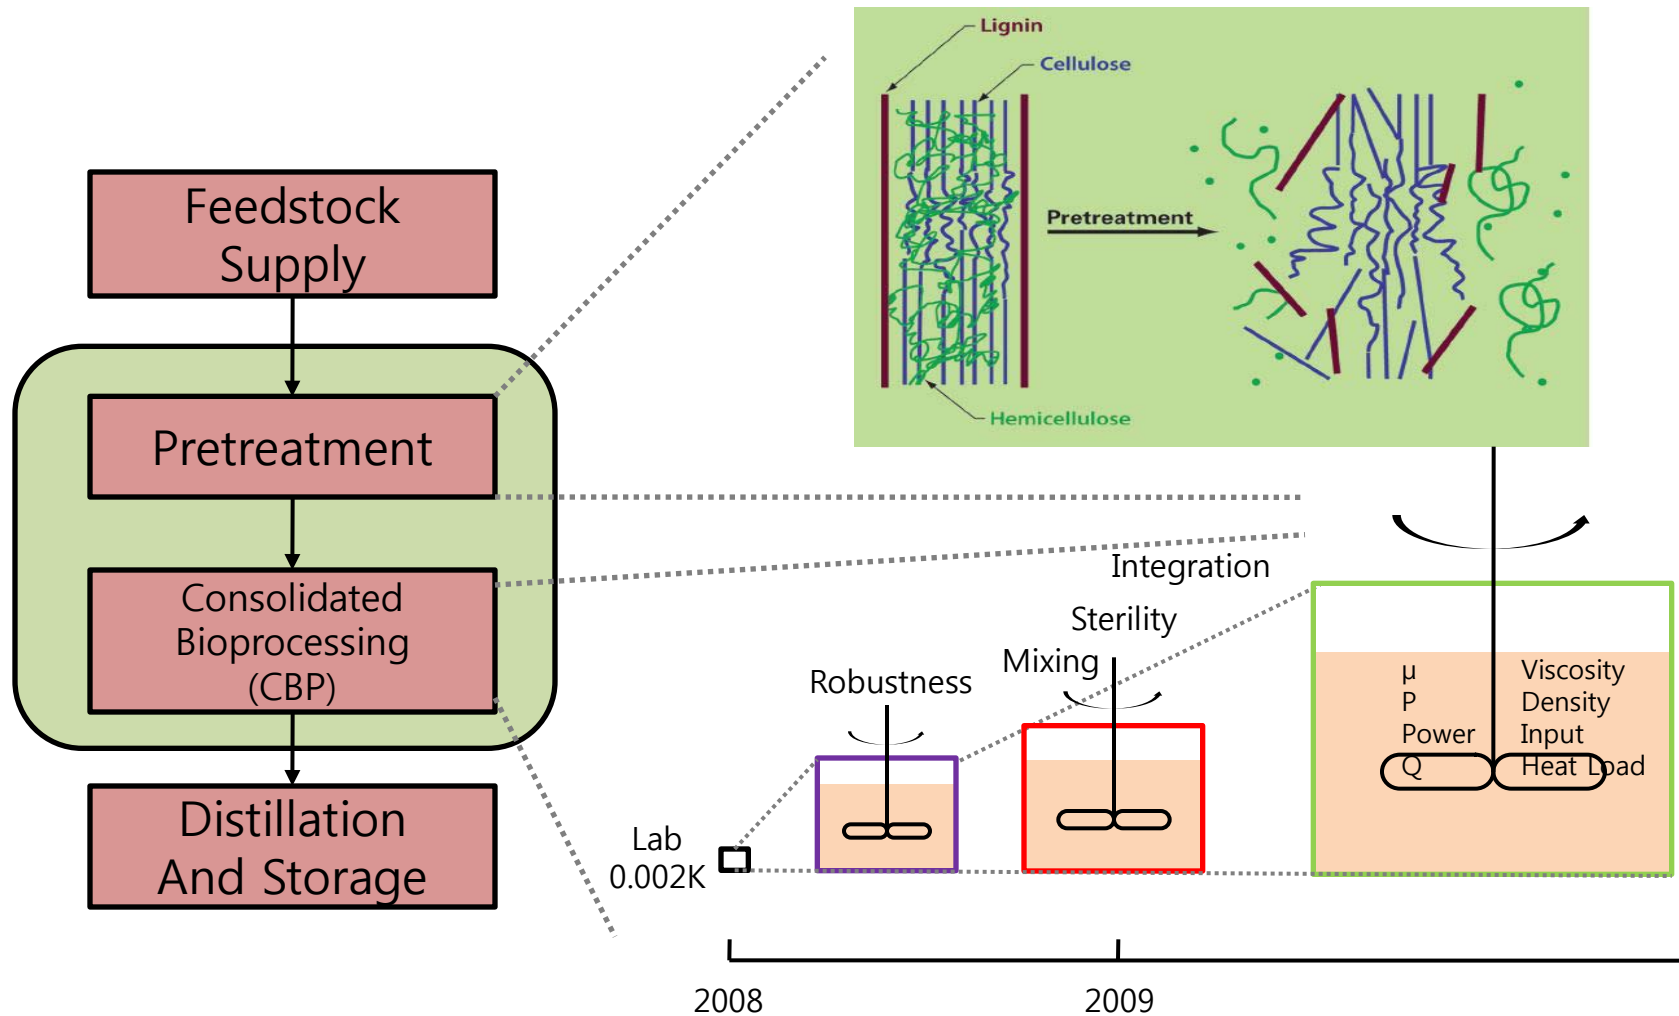 Feedstock
Supply
Pretreatment
Consolidated
Bioprocessing
(CBP)
Distillation
And Storage
Lignin
Cellulose
Pretreatment
Hemicellulose
Integration
Sterility
Mixing
Robustness
Lab
0.002K
µ Viscosity
P Density
Power Input
Q Heat Load
2008
2009